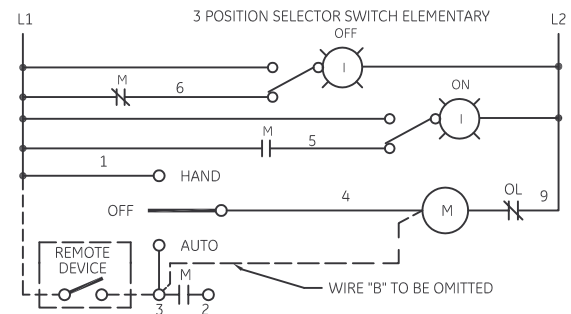 3 POSITION SELECTOR SWITCH ELEMENTARY
L1
L2
OFF
I
M
6
ON
I
M
5
1
HAND
OFF
4
M
OL
9
AUTO
REMOTE
DEVICE
M
3
2
WIRE "B" TO BE OMITTED